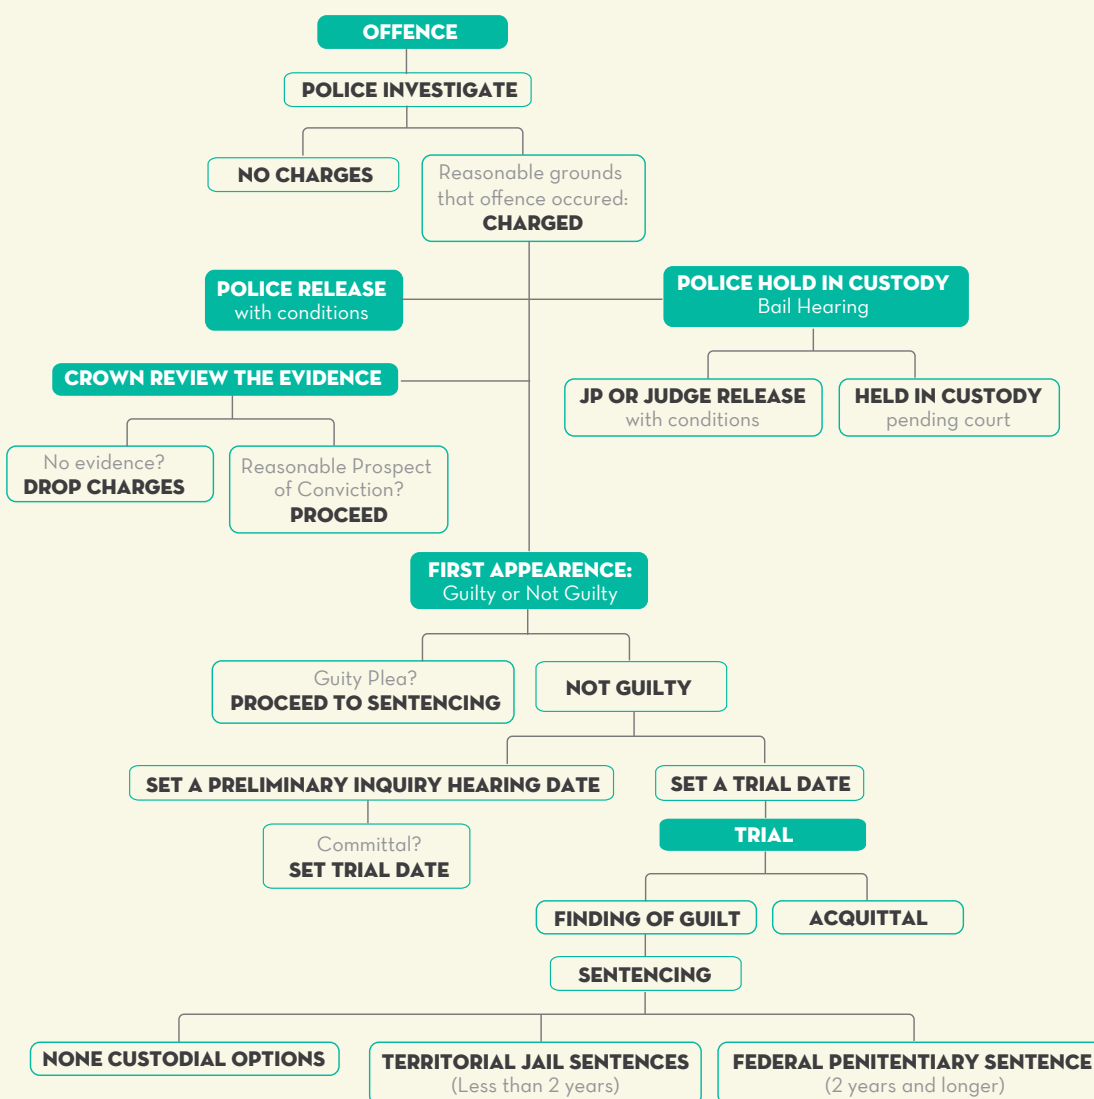 OFFENCE
POLICE INVESTIGATE
NO CHARGES
Reasonable grounds
that offence occured:
CHARGED
POLICE RELEASE
with conditions
POLICE HOLD IN CUSTODY
Bail Hearing
CROWN REVIEW THE EVIDENCE
JP OR JUDGE RELEASE
with conditions
HELD IN CUSTODY
pending court
No evidence?
DROP CHARGES
Reasonable Prospect
of Conviction?
PROCEED
FIRST APPEARENCE:
Guilty or Not Guilty
Guity Plea?
PROCEED TO SENTENCING
NOT GUILTY
SET A PRELIMINARY INQUIRY HEARING DATE
SET A TRIAL DATE
Committal?
SET TRIAL DATE
TRIAL
FINDING OF GUILT
ACQUITTAL
SENTENCING
NONE CUSTODIAL OPTIONS
TERRITORIAL JAIL SENTENCES
(Less than 2 years)
FEDERAL PENITENTIARY SENTENCE
(2 years and longer)